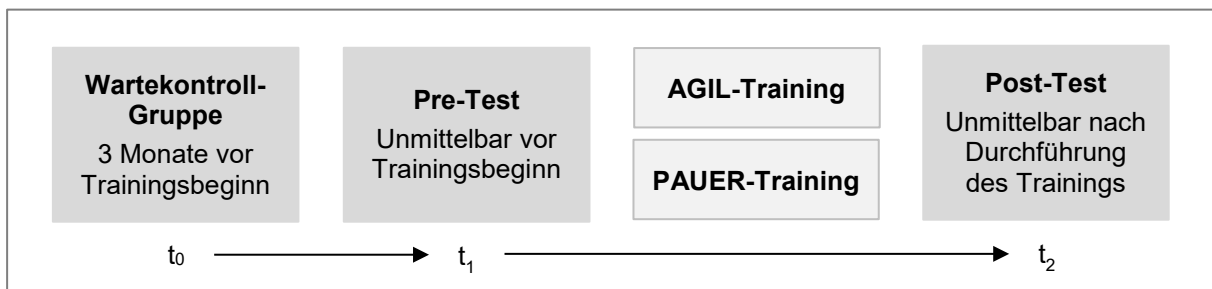 Wartekontroll-
Gruppe
3 Monate vor
Trainingsbeginn
Pre-Test
Unmittelbar vor
Trainingsbeginn
AGIL-Training
PAUER-Training
Post-Test
Unmittelbar nach
Durchführung
des Trainings
t0
t1
t2